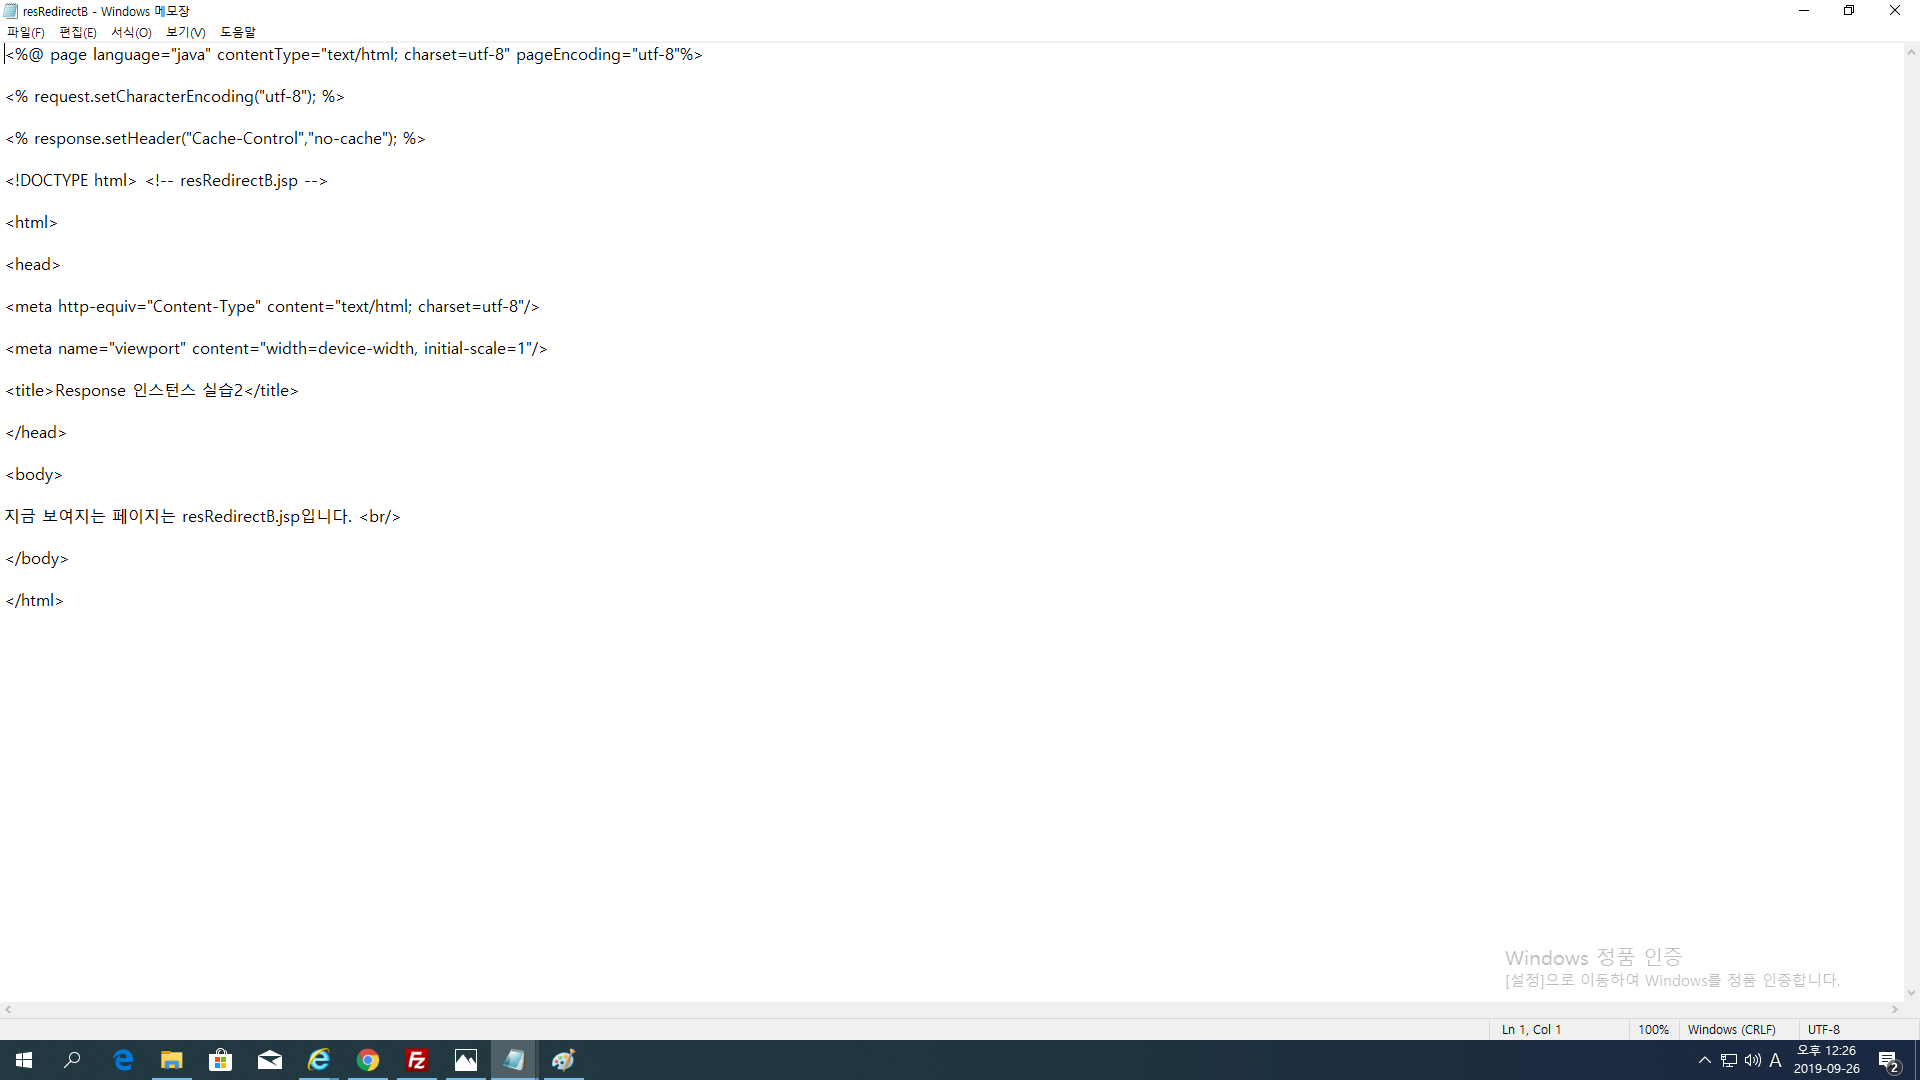 resRedirectB - Windows 메모장
파일(F) 편집(E) 서식(O) 보기(V) 도움말
<%@ page language="java" contentType="text/html; charset=utf-8" pageEncoding="utf-8"%>
<% request.setCharacterEncoding("utf-8"); %>
<% response.setHeader("Cache-Control","no-cache"); %>
<!DOCTYPE html> <!-- resRedirectB.jsp -->
<html>
<head>
<meta http-equiv="Content-Type" content="text/html; charset=utf-8"/>
<meta name="viewport" content="width=device-width, initial-scale=1"/>
<title>Response 인스턴스 실습2</title>
</head>
<body>
지금 보여지는 페이지는 resRedirectB.jsp입니다. <br/>
</body>
</html>
Windows 정품 인증
[설정]으로 이동하여 Windows를 정품 인증합니다.
Ln 1, Col 1 100% Windows (CRLF) UTF-8
A 오후 12:26
2019-09-26 2